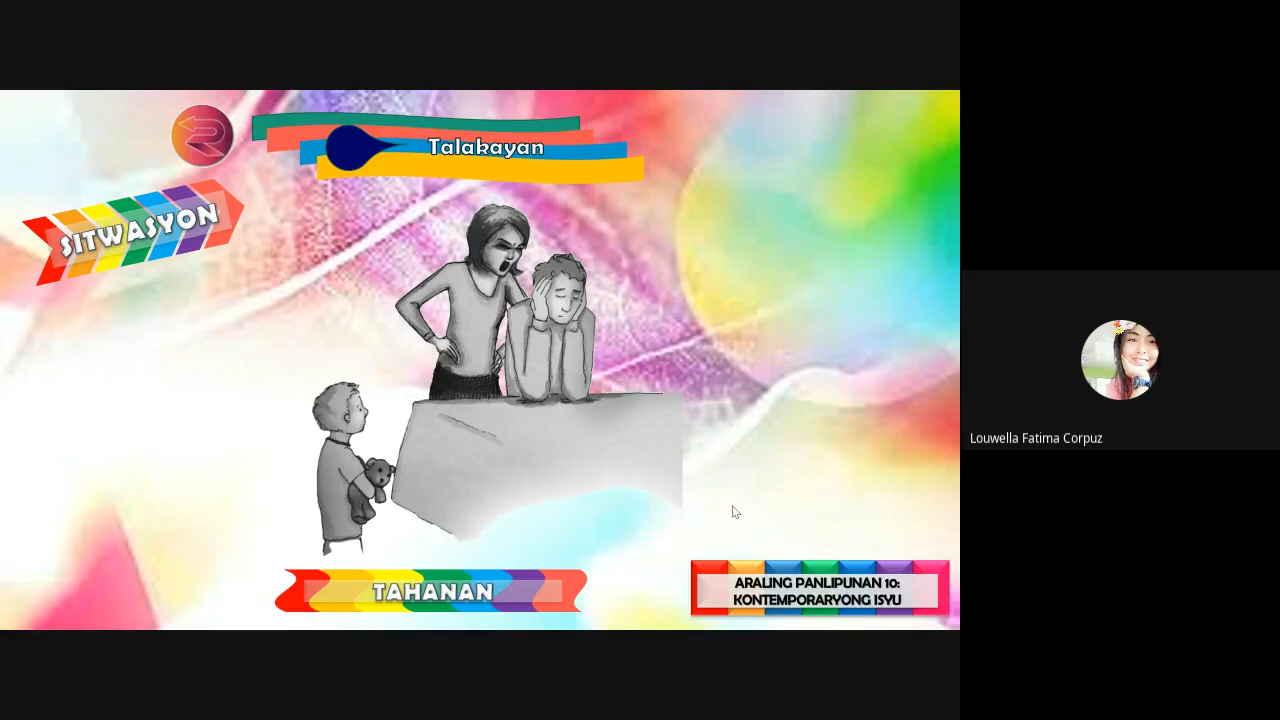 Talakayan
SITWASYON
TAHANAN
ARALING PANLIPUNAN 10:
KONTEMPORARYONG ISYU
Louwella Fatima Corpuz